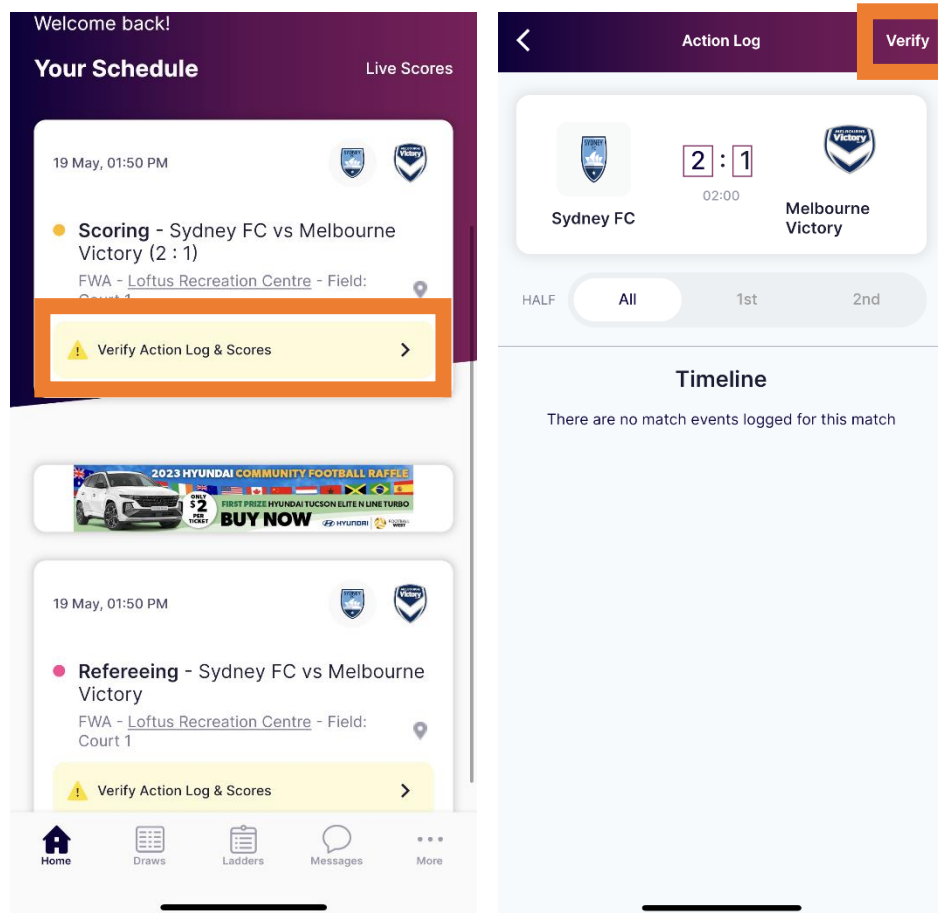 Welcome back!
Your Schedule
Live Scores
19 May, 01:50 PM
Scoring - Sydney FC vs Melbourne
Victory (2 : 1)
FWA - Loftus Recreation Centre - Field:
Court 1
Verify Action Log & Scores
2023 HYUNDAI COMMUNITY FOOTBALL RAFFLE
ONLY
$2
PER
TICKET
FIRST PRIZE HYUNDAI TUCSON ELITE N LINE TURBO
BUY NOW
HYUNDAI
FOOTBALL
WEST
19 May, 01:50 PM
Refereeing - Sydney FC vs Melbourne
Victory
FWA - Loftus Recreation Centre - Field:
Court 1
Verify Action Log & Scores
Home
Draws
Ladders
Messages
More
Action Log
Verify
SYDNEY
2 : 1
02:00
Victory
Sydney FC
Melbourne
Victory
HALF
All
1st
2nd
Timeline
There are no match events logged for this match